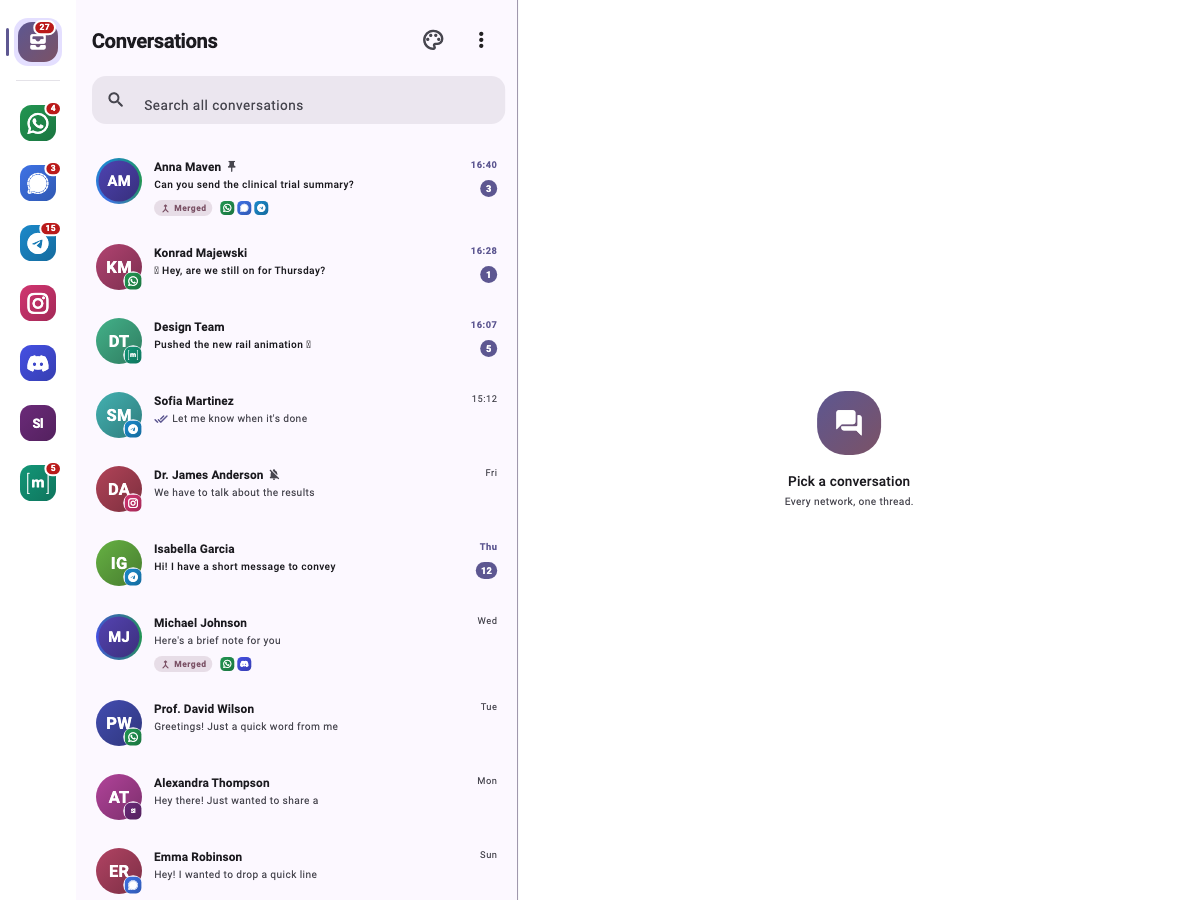 27
4
3
15
Sl
[m]
5
Conversations
Search all conversations
AM
Anna Maven
16:40
Can you send the clinical trial summary?
3
Merged
KM
Konrad Majewski
16:28
Hey, are we still on for Thursday?
1
DT
[m]
Design Team
16:07
Pushed the new rail animation
5
SM
Sofia Martinez
15:12
Let me know when it's done
DA
Dr. James Anderson
Fri
We have to talk about the results
IG
Isabella Garcia
Thu
Hi! I have a short message to convey
12
MJ
Michael Johnson
Wed
Here's a brief note for you
Merged
PW
Prof. David Wilson
Tue
Greetings! Just a quick word from me
AT
Sl
Alexandra Thompson
Mon
Hey there! Just wanted to share a
ER
Emma Robinson
Sun
Hey! I wanted to drop a quick line
Pick a conversation
Every network, one thread.